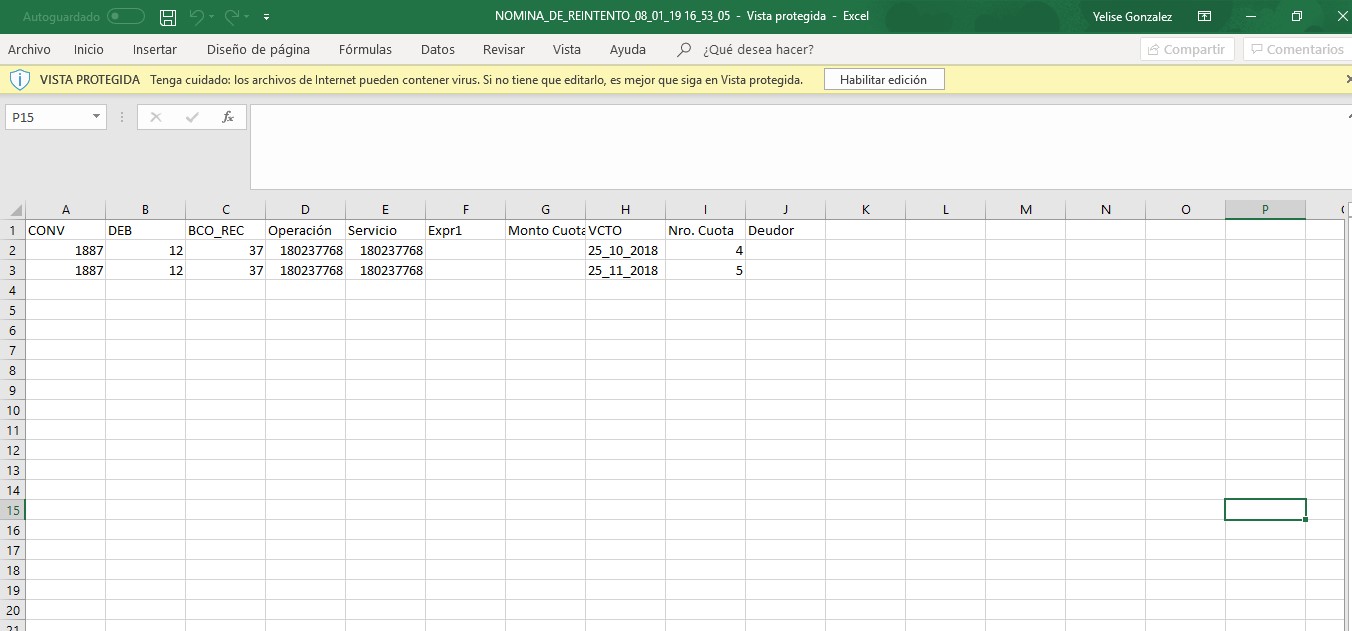 Autoguardado NOMINA_DE_REINTENTO_08_01_19 16_53_05 - Vista protegida - Excel Yelise Gonzalez
Archivo Inicio Insertar Diseño de página Fórmulas Datos Revisar Vista Ayuda ¿Qué desea hacer? Compartir Comentarios
VISTA PROTEGIDA Tenga cuidado: los archivos de Internet pueden contener virus. Si no tiene que editarlo, es mejor que siga en Vista protegida. Habilitar edición
P15 fx
A B C D E F G H I J K L M N O P
1 CONV DEB BCO_REC Operación Servicio Expr1 Monto Cuota VCTO Nro. Cuota Deudor
2 1887 12 37 180237768 180237768 25_10_2018 4
3 1887 12 37 180237768 180237768 25_11_2018 5
4
5
6
7
8
9
10
11
12
13
14
15
16
17
18
19
20
21